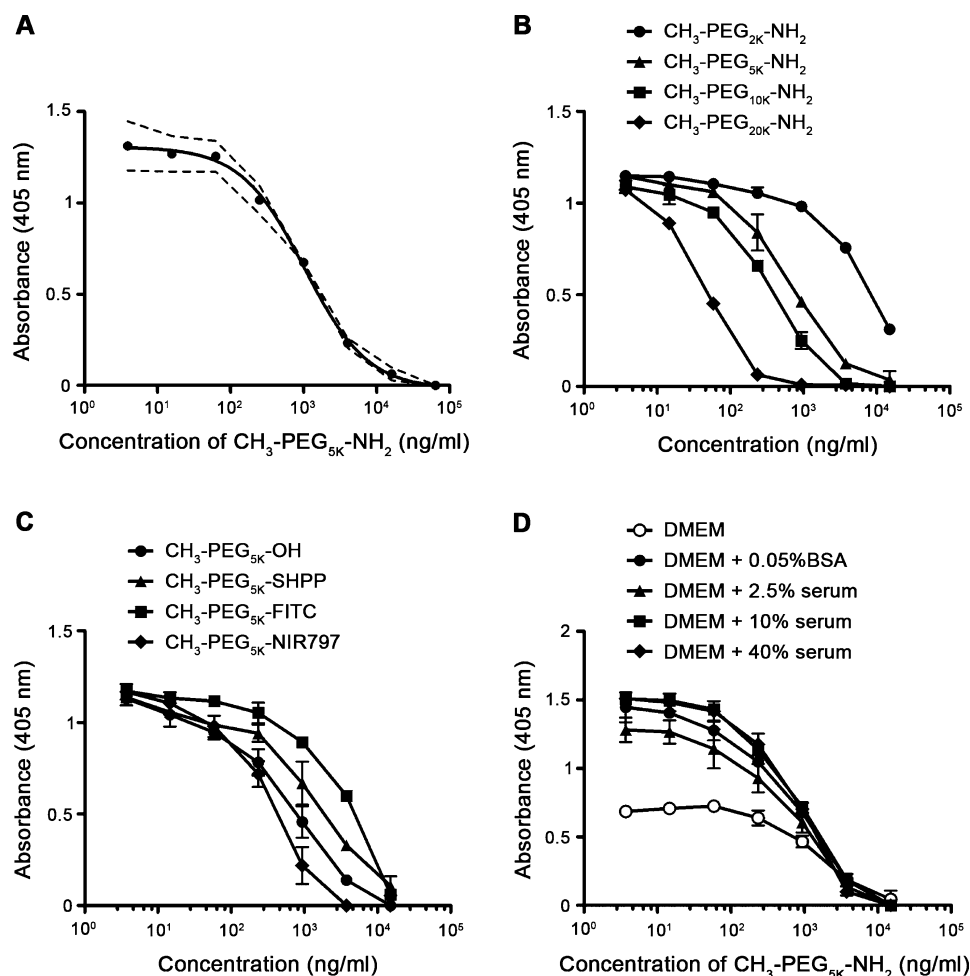 A
1.5
1
0.5
0
10⁰ 10¹ 10² 10³ 10⁴ 10⁵
Absorbance (405 nm)
Concentration of CH₃-PEG₅ₖ-NH₂ (ng/ml)
B
CH₃-PEG₂ₖ-NH₂
CH₃-PEG₅ₖ-NH₂
CH₃-PEG₁₀ₖ-NH₂
CH₃-PEG₂₀ₖ-NH₂
1.5
1
0.5
0
10⁰ 10¹ 10² 10³ 10⁴ 10⁵
Absorbance (405 nm)
Concentration (ng/ml)
C
CH₃-PEG₅ₖ-OH
CH₃-PEG₅ₖ-SHPP
CH₃-PEG₅ₖ-FITC
CH₃-PEG₅ₖ-NIR797
1.5
1
0.5
0
10⁰ 10¹ 10² 10³ 10⁴ 10⁵
Absorbance (405 nm)
Concentration (ng/ml)
D
DMEM
DMEM + 0.05%BSA
DMEM + 2.5% serum
DMEM + 10% serum
DMEM + 40% serum
2
1.5
1
0.5
0
10⁰ 10¹ 10² 10³ 10⁴ 10⁵
Absorbance (405 nm)
Concentration of CH₃-PEG₅ₖ-NH₂ (ng/ml)